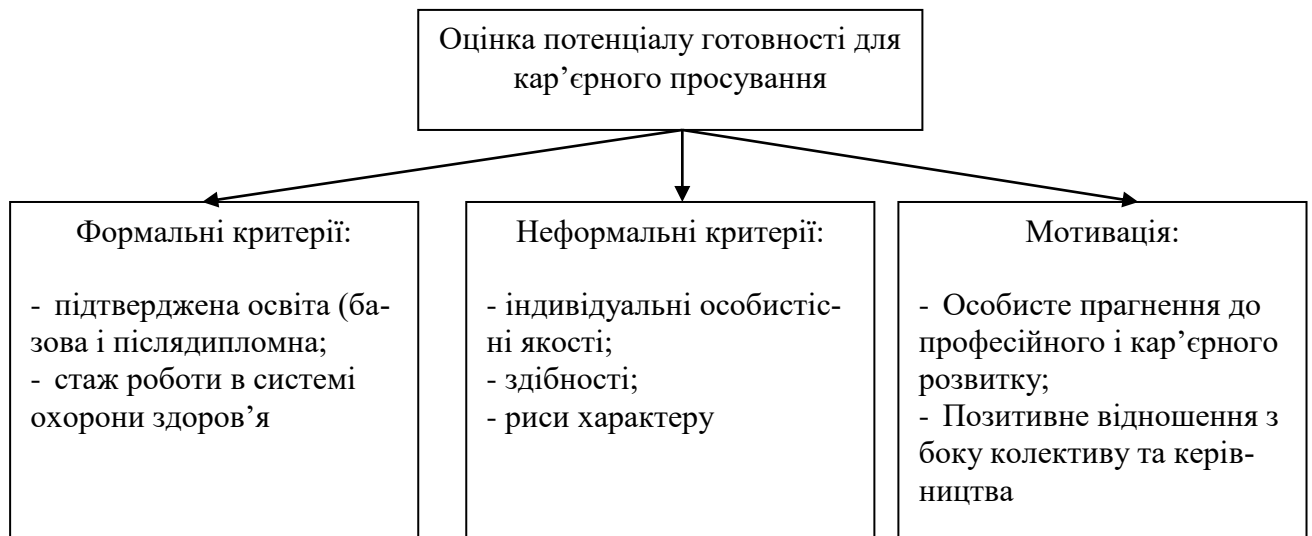 Оцінка потенціалу готовності для
кар’єрного просування
Формальні критерії:
- підтверджена освіта (ба-
зова і післядипломна;
- стаж роботи в системі
охорони здоров’я
Неформальні критерії:
- індивідуальні особистіс-
ні якості;
- здібності;
- риси характеру
Мотивація:
- Особисте прагнення до
професійного і кар’єрного
розвитку;
- Позитивне відношення з
боку колективу та керів-
ництва